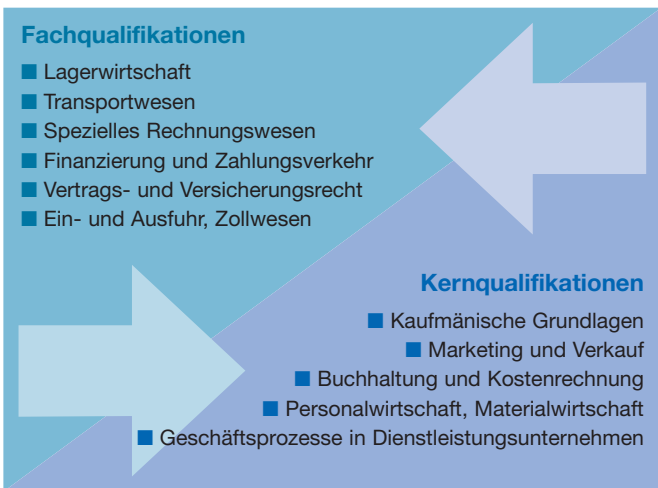 Fachqualifikationen
■ Lagerwirtschaft
■ Transportwesen
■ Spezielles Rechnungswesen
■ Finanzierung und Zahlungsverkehr
■ Vertrags- und Versicherungsrecht
■ Ein- und Ausfuhr, Zollwesen
Kernqualifikationen
■ Kaufmänische Grundlagen
■ Marketing und Verkauf
■ Buchhaltung und Kostenrechnung
■ Personalwirtschaft, Materialwirtschaft
■ Geschäftsprozesse in Dienstleistungsunternehmen